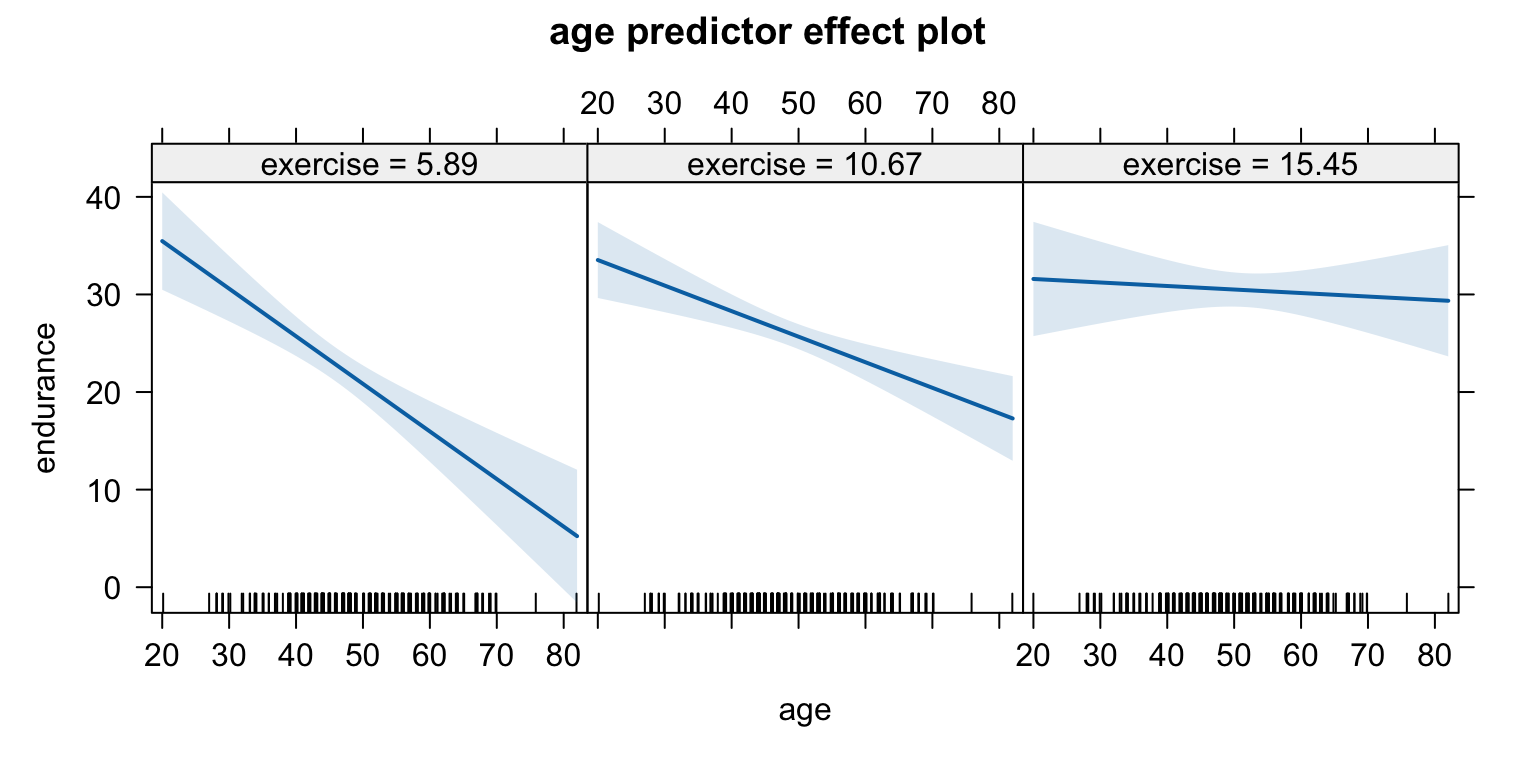 age predictor effect plot
20 30 40 50 60 70 80
exercise = 5.89 exercise = 10.67 exercise = 15.45
40
30
20
10
0
endurance
20 30 40 50 60 70 80 20 30 40 50 60 70 80
age